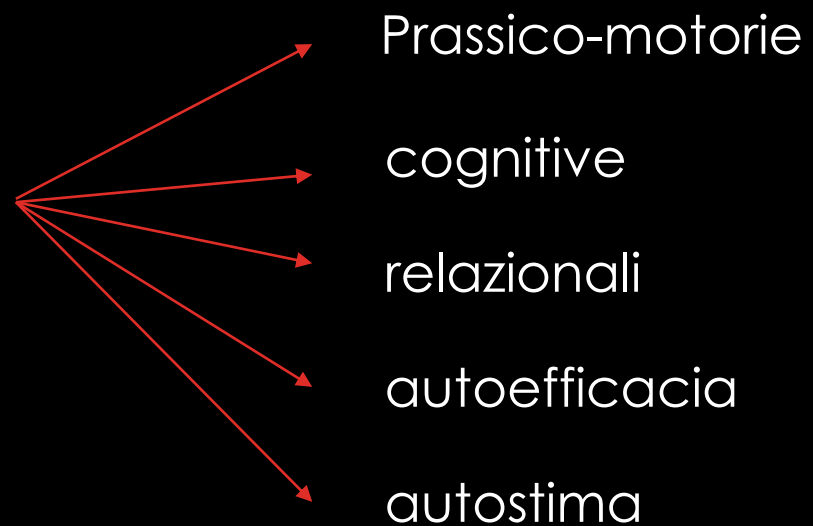 Prassico-motorie
cognitive
relazionali
autoefficacia
autostima